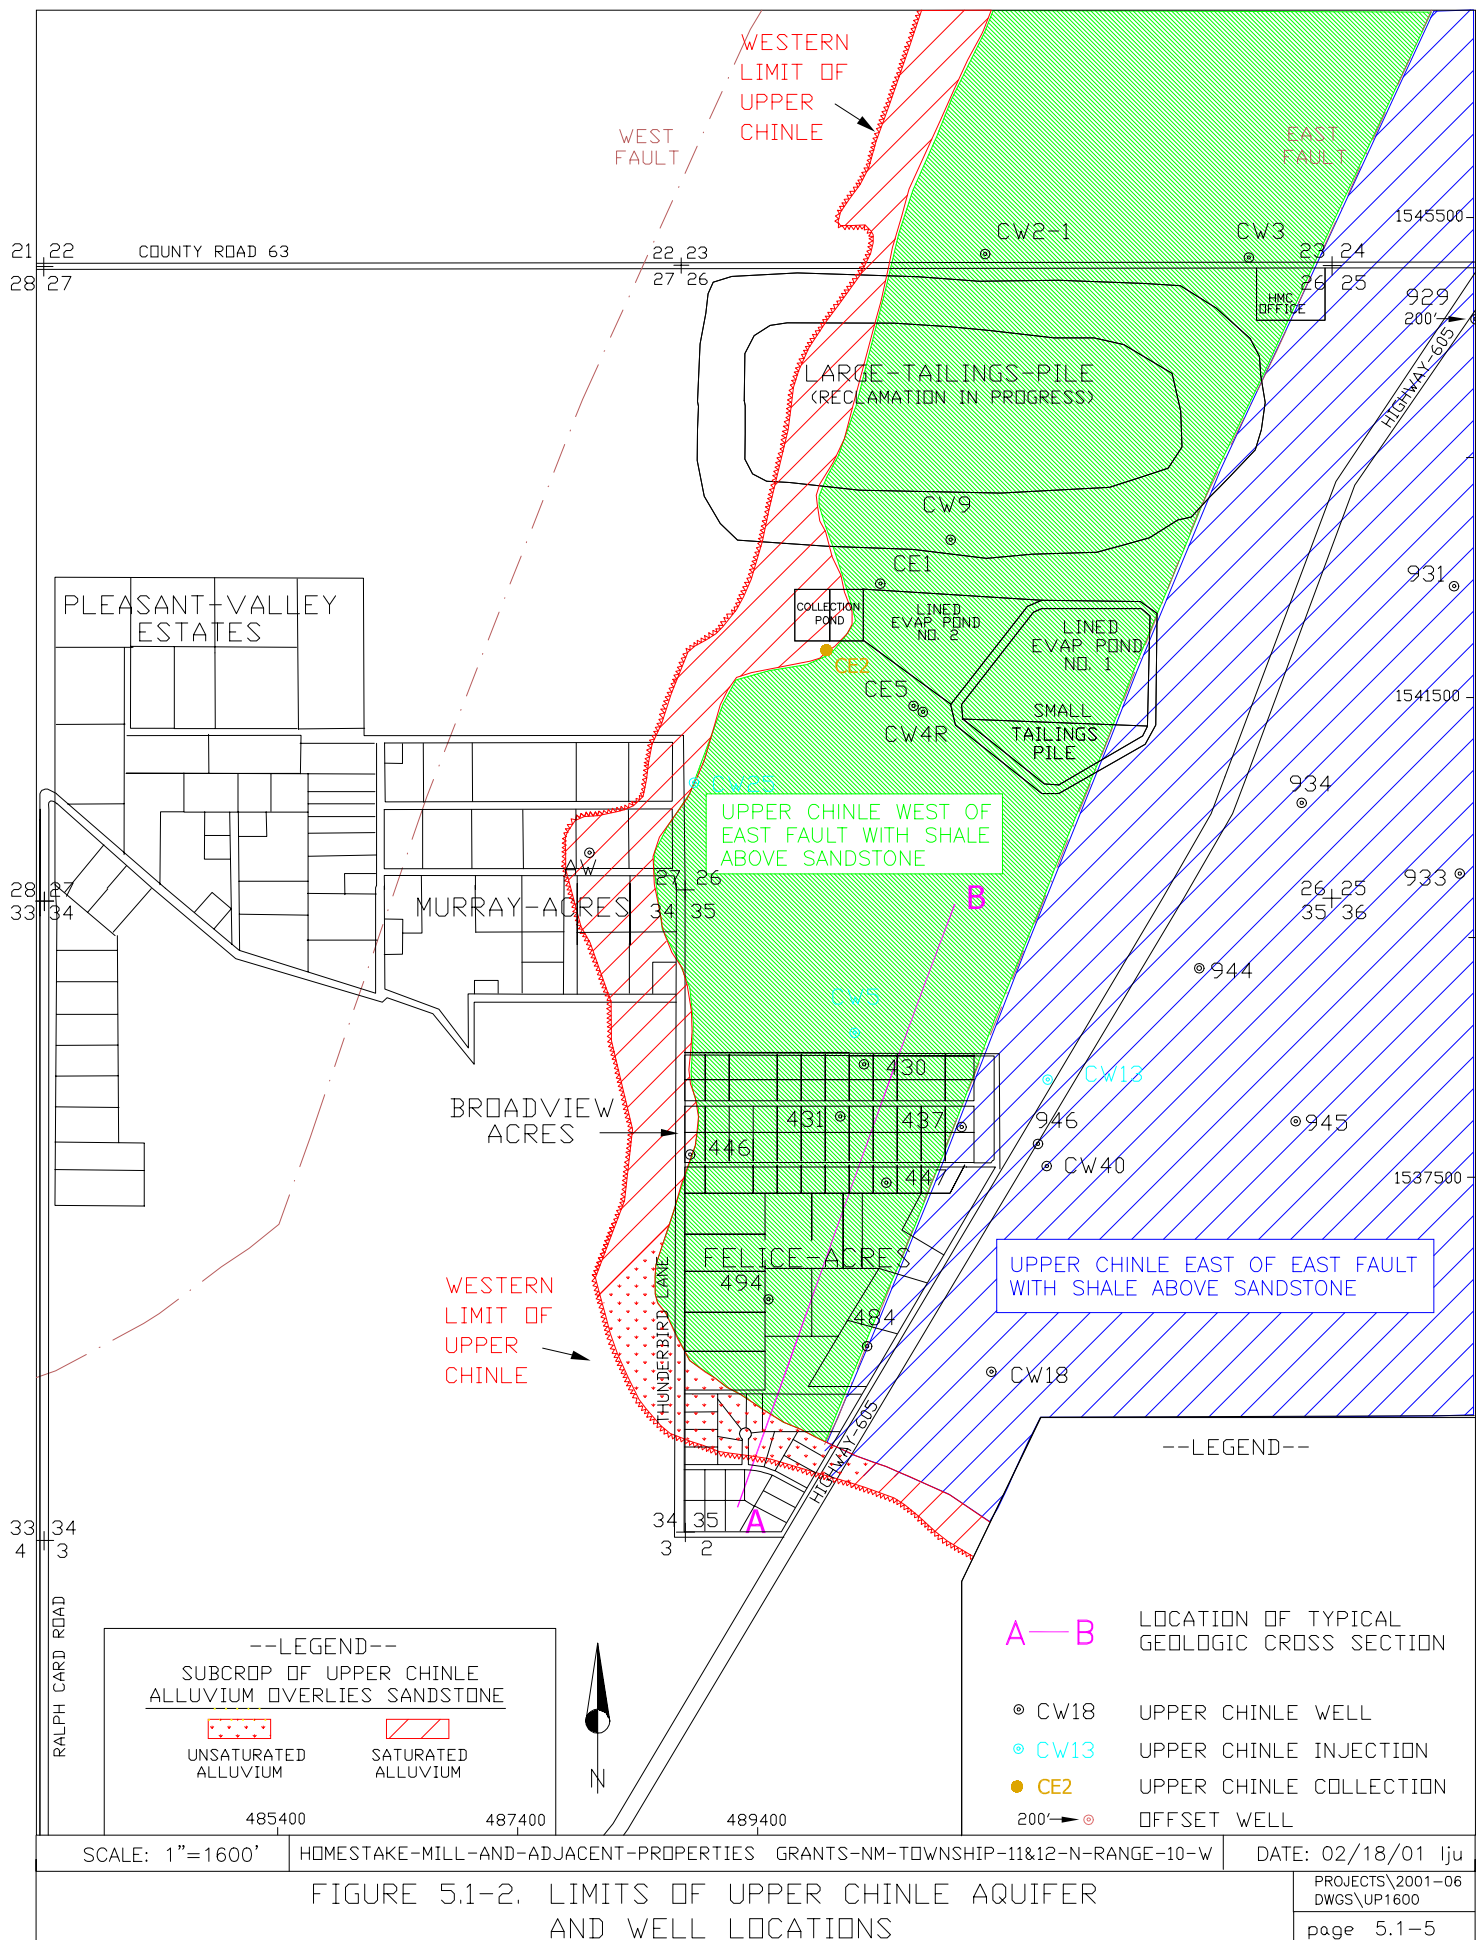 WESTERN
LIMIT OF
UPPER
CHINLE
WEST
FAULT
EAST
FAULT
1545500
CW2-1
CW3
21 22
28 27
COUNTY ROAD 63
22 23
27 26
23 24
26 25
HMC
OFFICE
929
200'
HIGHWAY-605
LARGE-TAILINGS-PILE
(RECLAMATION IN PROGRESS)
CW9
CE1
931
PLEASANT-VALLEY
ESTATES
COLLECTION
POND
LINED
EVAP POND
NO. 2
LINED
EVAP POND
NO. 1
CE2
CE5
CW4R
SMALL
TAILINGS
PILE
1541500
CW25
934
UPPER CHINLE WEST OF
EAST FAULT WITH SHALE
ABOVE SANDSTONE
AW
933
28 27
33 34
27 26
34 35
26 25
35 36
MURRAY-ACRES
B
944
CW5
430
CW13
BROADVIEW
ACRES
431
437
946
945
446
CW40
447
1537500
FELICE-ACRES
UPPER CHINLE EAST OF EAST FAULT
WITH SHALE ABOVE SANDSTONE
WESTERN
LIMIT OF
UPPER
CHINLE
494
484
THUNDERBIRD LANE
CW18
HIGHWAY-605
A
33 34
4 3
34 35
3 2
RALPH CARD ROAD
--LEGEND--
SUBCROP OF UPPER CHINLE
ALLUVIUM OVERLIES SANDSTONE
UNSATURATED
ALLUVIUM
SATURATED
ALLUVIUM
N
--LEGEND--
A B LOCATION OF TYPICAL
GEOLOGIC CROSS SECTION
CW18 UPPER CHINLE WELL
CW13 UPPER CHINLE INJECTION
CE2 UPPER CHINLE COLLECTION
200' OFFSET WELL
485400
487400
489400
SCALE: 1"=1600'
HOMESTAKE-MILL-AND-ADJACENT-PROPERTIES GRANTS-NM-TOWNSHIP-11&12-N-RANGE-10-W
DATE: 02/18/01 lju
FIGURE 5.1-2. LIMITS OF UPPER CHINLE AQUIFER
AND WELL LOCATIONS
PROJECTS\2001-06
DWGS\UP1600
page 5.1-5